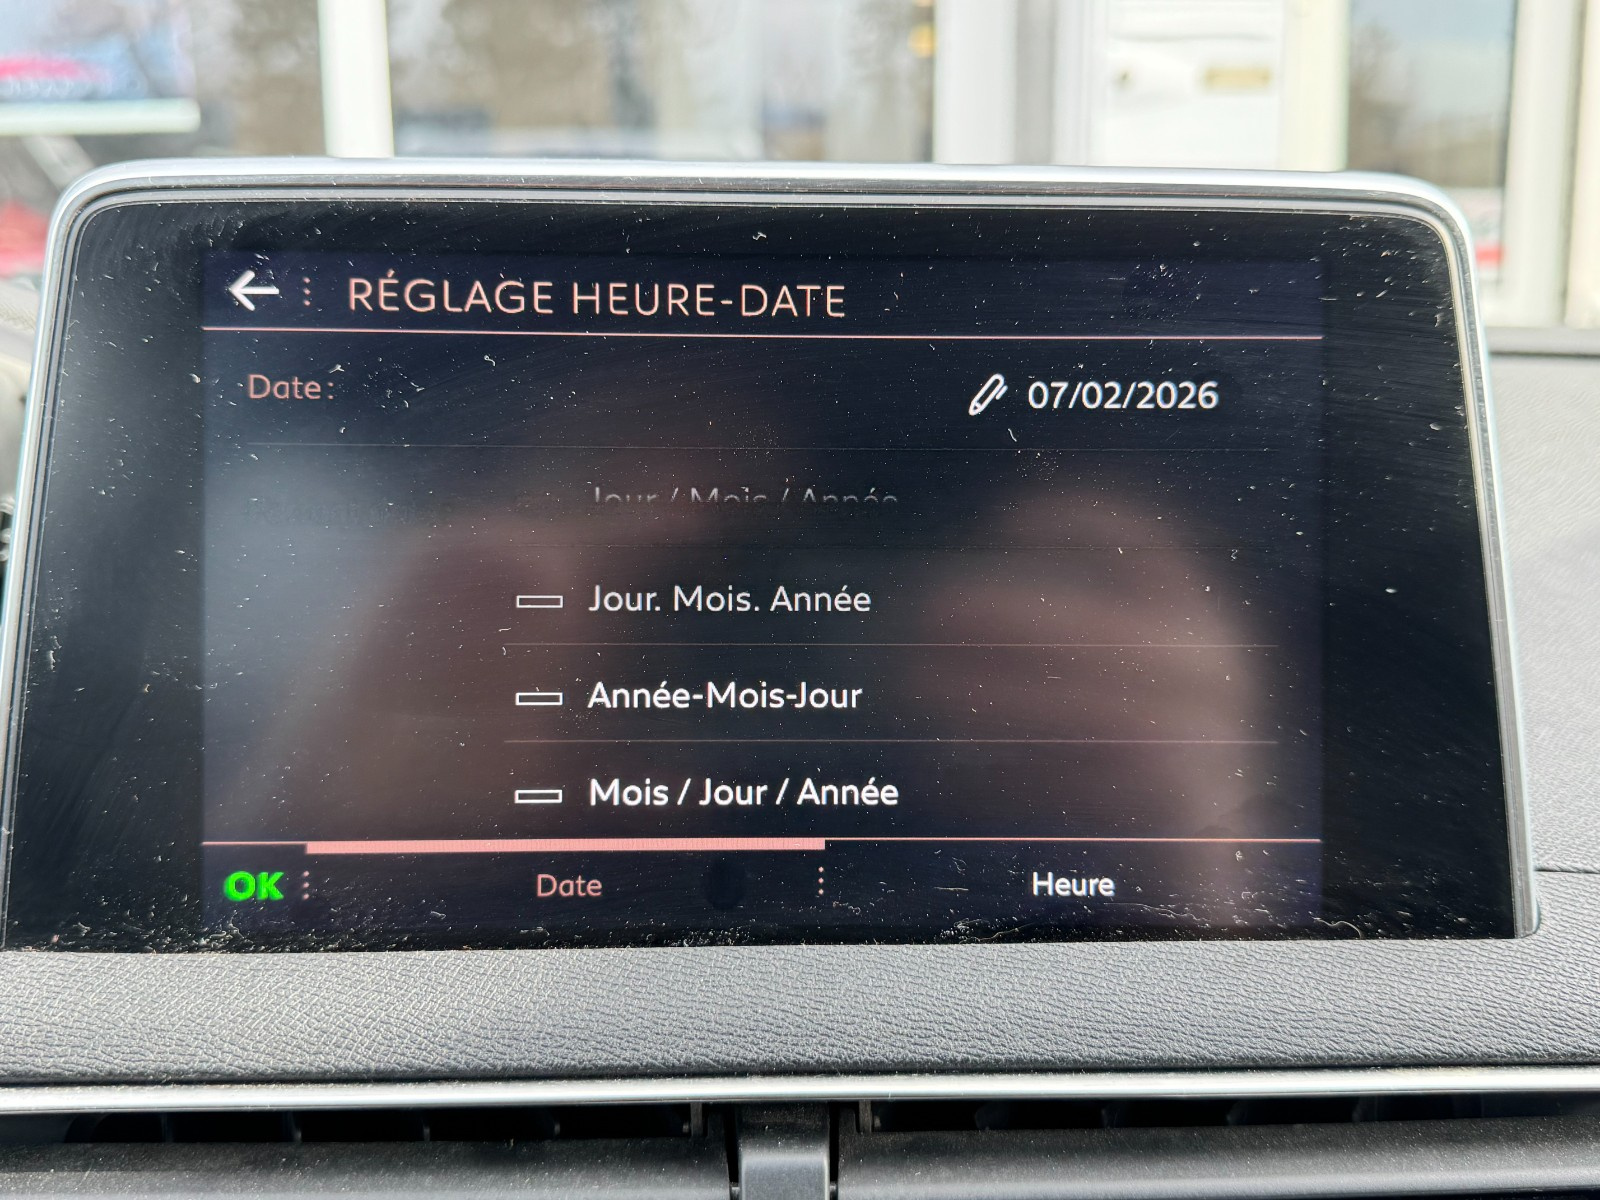 RÉGLAGE HEURE-DATE
Date: 07/02/2026
Jour / Mois / Année
Jour. Mois. Année
Année-Mois-Jour
Mois / Jour / Année
OK Date Heure